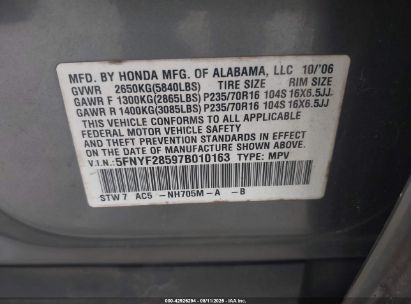 MFD. BY HONDA MFG. OF ALABAMA, LLC 10/'06
GVWR 2650KG(5840LBS) TIRE SIZE RIM SIZE
GAWR F 1300KG(2865LBS) P235/70R16 104S 16X6.5JJ
GAWR R 1400KG(3085LBS) P235/70R16 104S 16X6.5JJ
THIS VEHICLE CONFORMS TO ALL APPLICABLE
FEDERAL MOTOR VEHICLE SAFETY AND THEFT
PREVENTION STANDARDS IN EFFECT ON THE DATE
OF MANUFACTURE SHOWN ABOVE.
V.I.N.: 5FNYF28597B010163 TYPE: MPV
STW 7 AC5 -NH705M-A -B